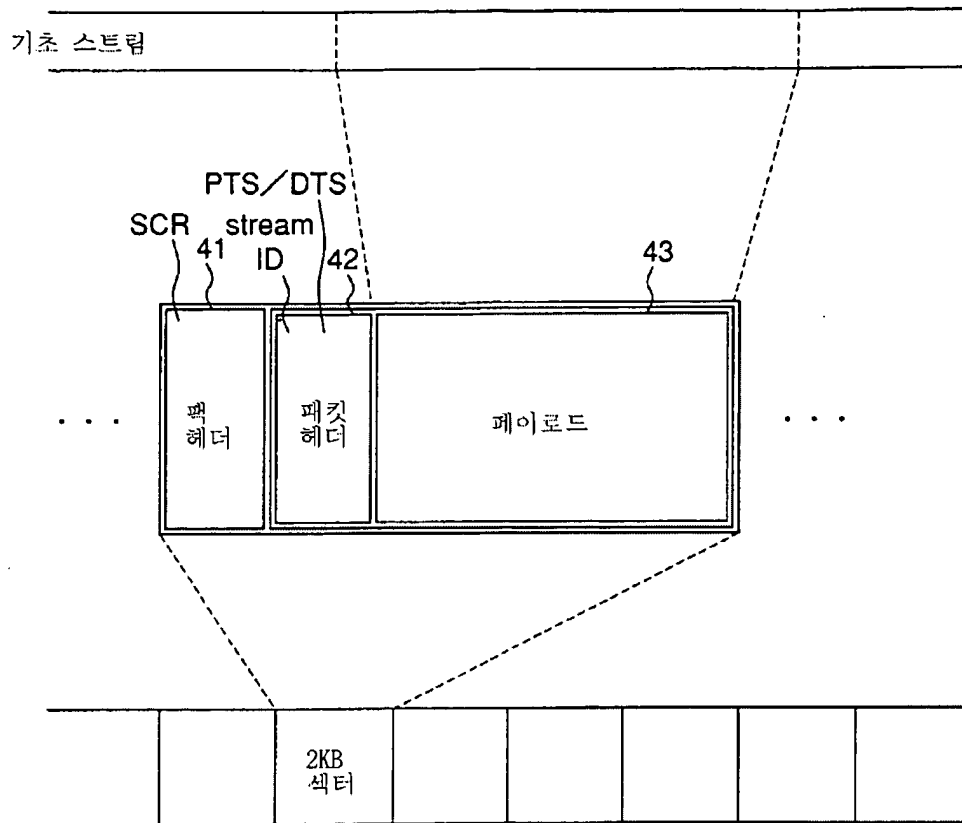 기초 스트림
PTS/DTS
SCR
41
stream
ID
42
43
팩
헤더
패킷
헤더
페이로드
2KB
섹터